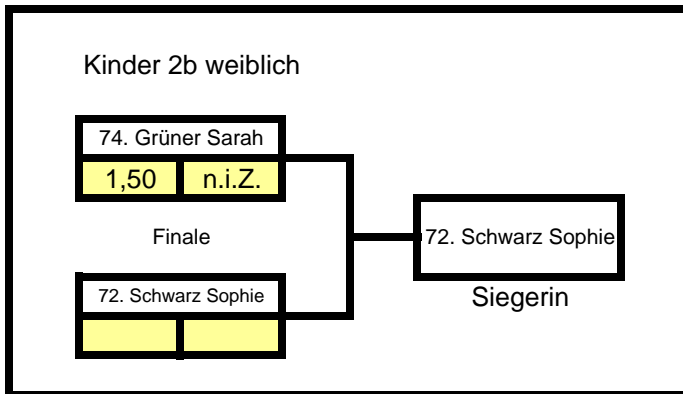 Kinder 2b weiblich
74. Grüner Sarah
1,50 n.i.Z.
Finale
72. Schwarz Sophie
72. Schwarz Sophie
Siegerin